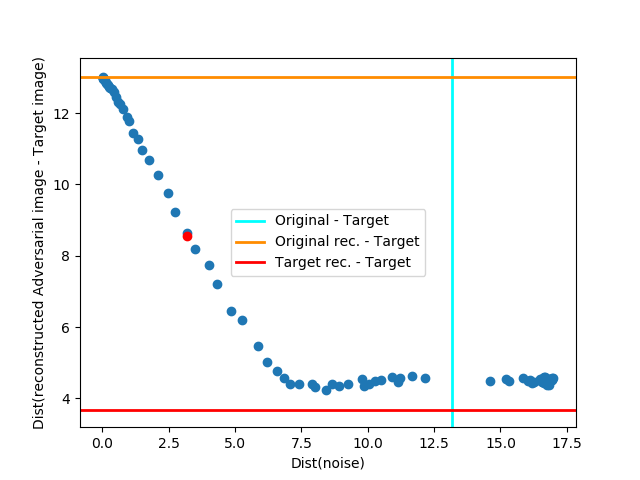 Dist(reconstructed Adversarial image - Target image)
12
10
8
6
4
Original - Target
Original rec. - Target
Target rec. - Target
0.0 2.5 5.0 7.5 10.0 12.5 15.0 17.5
Dist(noise)